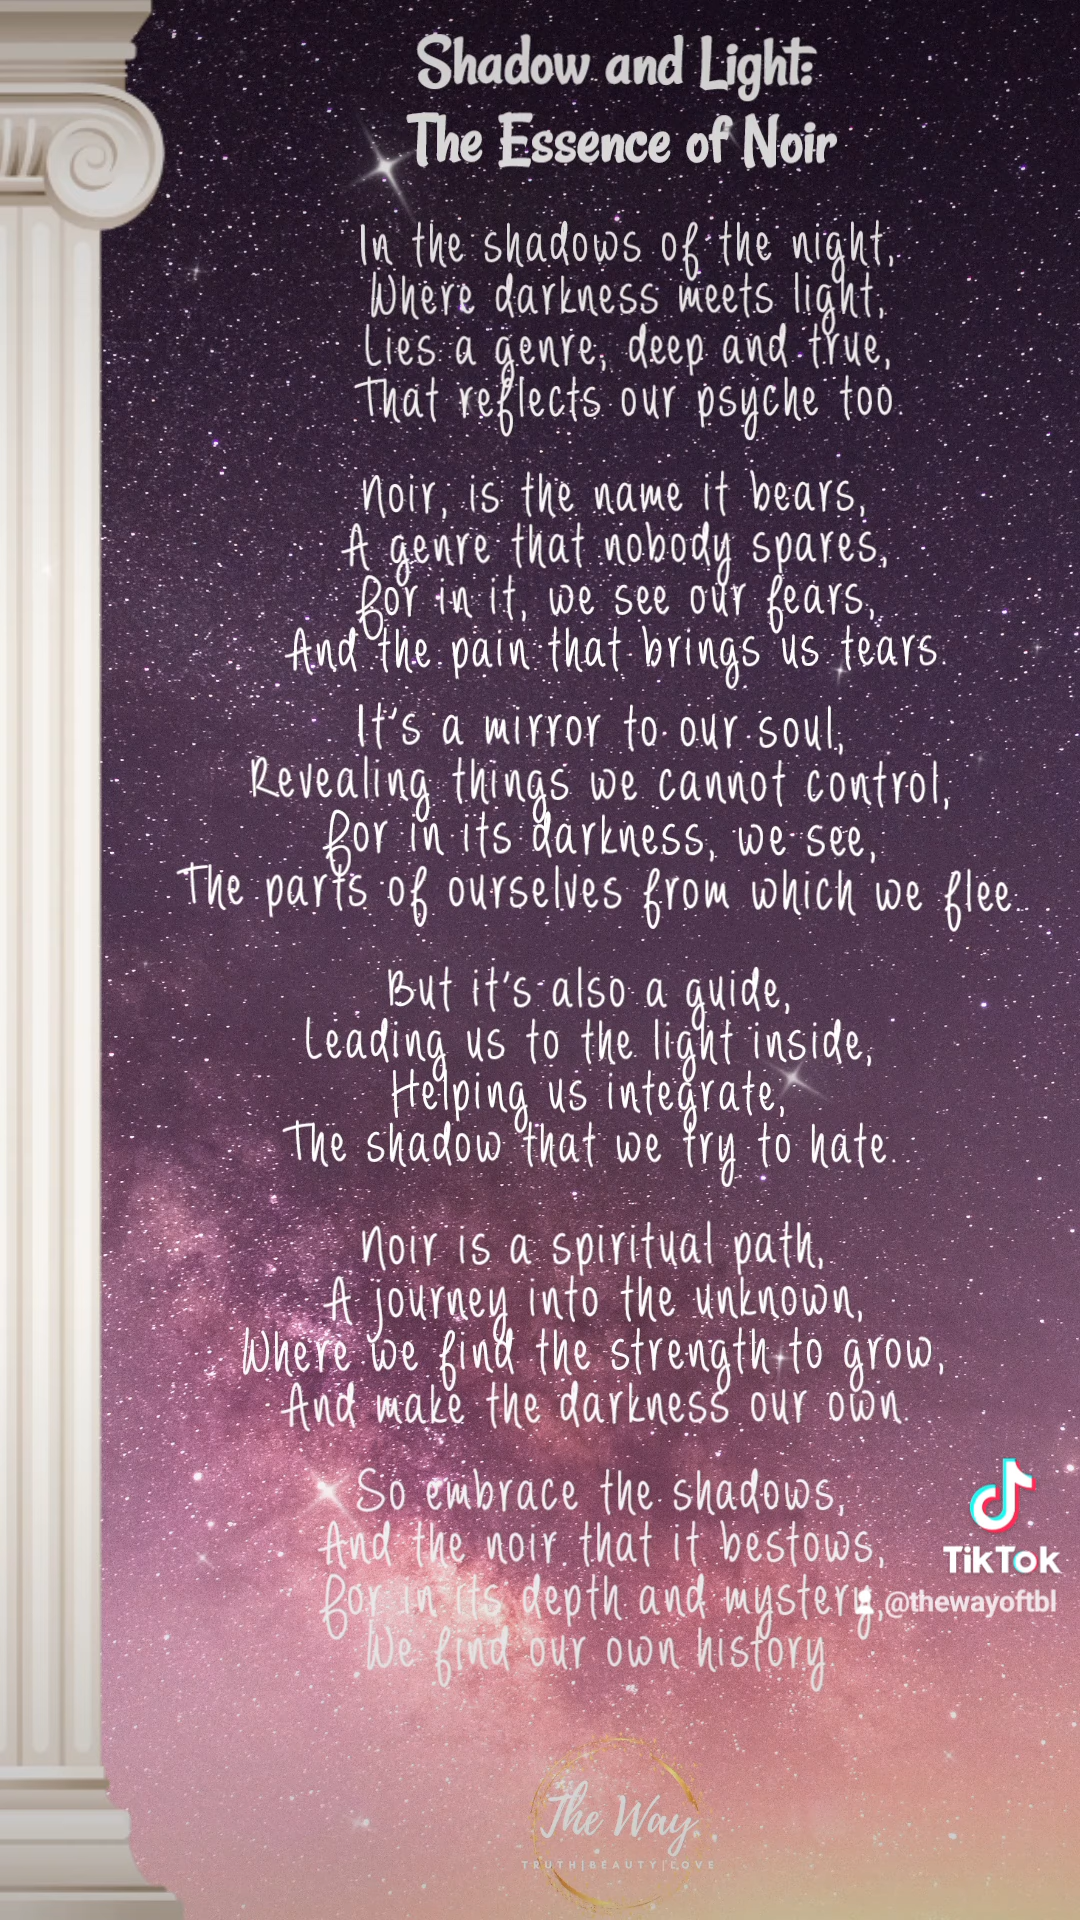 Shadow and Light:
The Essence of Noir
In the shadows of the night,
Where darkness meets light,
Lies a genre, deep and true,
That reflects our psyche too.
Noir, is the name it bears,
A genre that nobody spares,
For in it, we see our fears,
And the pain that brings us tears.
It's a mirror to our soul,
Revealing things we cannot control,
For in its darkness, we see,
The parts of ourselves from which we flee.
But it's also a guide,
Leading us to the light inside,
Helping us integrate,
The shadow that we try to hate.
Noir is a spiritual path,
A journey into the unknown,
Where we find the strength to grow,
And make the darkness our own.
So embrace the shadows,
And the noir that it bestows,
For in its depth and mystery,
We find our own history.
TikTok
@thewayoftbl
The Way
TRUTH|BEAUTY|LOVE